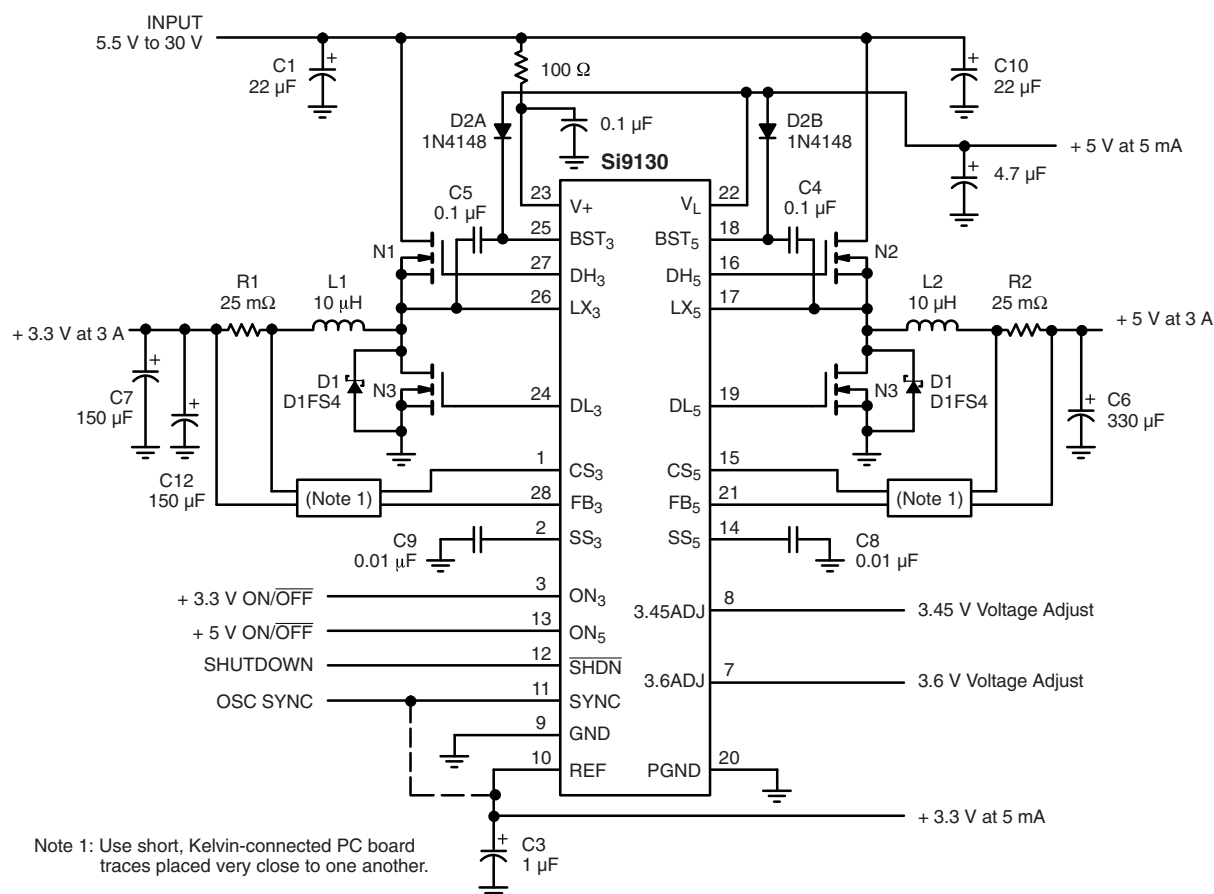 INPUT
5.5 V to 30 V
C1
22 µF
100 Ω
C10
22 µF
D2A
1N4148
0.1 µF
D2B
1N4148
+ 5 V at 5 mA
4.7 µF
Si9130
C5
0.1 µF
C4
0.1 µF
23
V+
22
VL
25
BST3
18
BST5
N1
N2
27
DH3
16
DH5
26
LX3
17
LX5
R1
25 mΩ
L1
10 µH
L2
10 µH
R2
25 mΩ
+ 3.3 V at 3 A
+ 5 V at 3 A
C7
150 µF
D1
D1FS4
N3
24
DL3
19
DL5
N3
D1
D1FS4
C6
330 µF
C12
150 µF
1
CS3
15
CS5
(Note 1)
28
FB3
21
FB5
(Note 1)
C9
0.01 µF
2
SS3
14
SS5
C8
0.01 µF
+ 3.3 V ON/OFF
3
ON3
8
3.45ADJ
3.45 V Voltage Adjust
+ 5 V ON/OFF
13
ON5
SHUTDOWN
12
SHDN
7
3.6ADJ
3.6 V Voltage Adjust
OSC SYNC
11
SYNC
9
GND
10
REF
20
PGND
+ 3.3 V at 5 mA
C3
1 µF
Note 1: Use short, Kelvin-connected PC board
traces placed very close to one another.
+
+
+
+
+
+
+
+